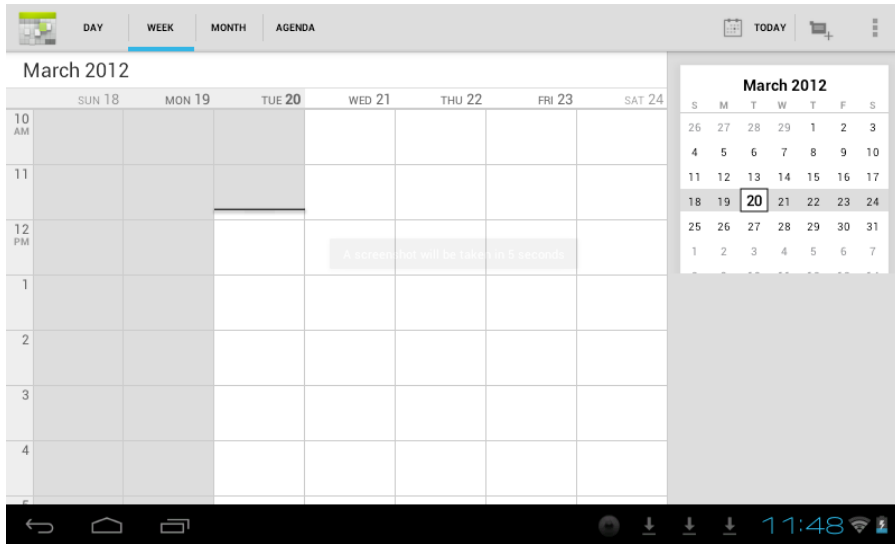 DAY WEEK MONTH AGENDA TODAY
March 2012
SUN 18 MON 19 TUE 20 WED 21 THU 22 FRI 23 SAT 24
10
AM
11
12
PM
1
2
3
4
A screenshot will be taken in 5 seconds
March 2012
S M T W T F S
26 27 28 29 1 2 3
4 5 6 7 8 9 10
11 12 13 14 15 16 17
18 19 20 21 22 23 24
25 26 27 28 29 30 31
1 2 3 4 5 6 7
11:48